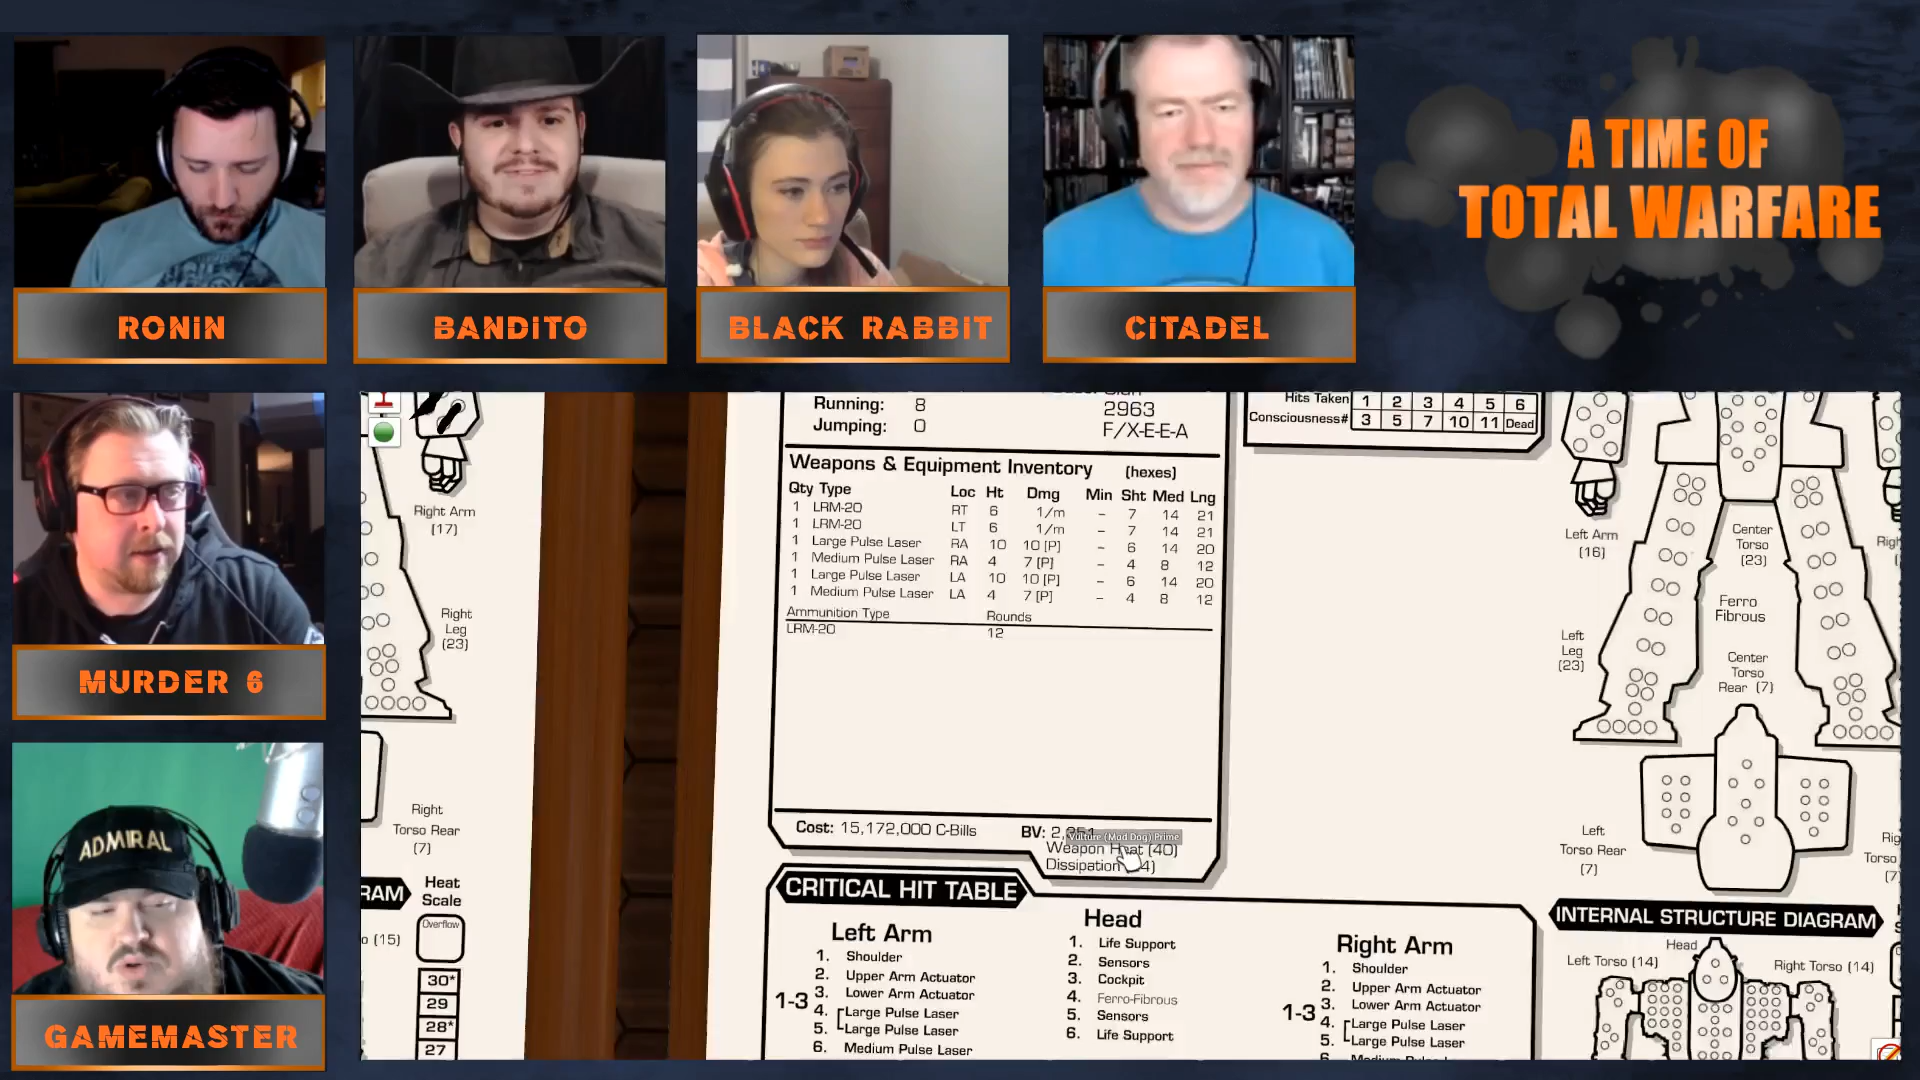 A TIME OF
TOTAL WARFARE
RONIN
BANDITO
BLACK RABBIT
CITADEL
MURDER 6
ADMIRAL
GAMEMASTER
Right Arm
(17)
Right
Leg
(23)
Right
Torso Rear
(7)
Heat
Scale
Overflow
(15)
30*
29
28*
27
Running: 8
Jumping: 0
2963
F/X-E-E-A
Weapons & Equipment Inventory (hexes)
Qty Type Loc Ht Dmg Min Sht Med Lng
1 LRM-20 RT 6 1/m – 7 14 21
1 LRM-20 LT 6 1/m – 7 14 21
1 Large Pulse Laser RA 10 10 [P] – 6 14 20
1 Medium Pulse Laser RA 4 7 [P] – 4 8 12
1 Large Pulse Laser LA 10 10 [P] – 6 14 20
1 Medium Pulse Laser LA 4 7 [P] – 4 8 12
Ammunition Type Rounds
LRM-20 12
Cost: 15,172,000 C-Bills BV:
Vulture (Mad Dog) Prime
Weapon Heat (40)
Dissipation
CRITICAL HIT TABLE
Left Arm
1. Shoulder
2. Upper Arm Actuator
1-3 3. Lower Arm Actuator
4. Large Pulse Laser
5. Large Pulse Laser
6. Medium Pulse Laser
Head
1. Life Support
2. Sensors
3. Cockpit
4. Ferro-Fibrous
5. Sensors
6. Life Support
Right Arm
1. Shoulder
2. Upper Arm Actuator
1-3 3. Lower Arm Actuator
4. Large Pulse Laser
5. Large Pulse Laser
Hits Taken 1 2 3 4 5 6
Consciousness# 3 5 7 10 11 Dead
Left Arm
(16)
Center
Torso
(23)
Ferro
Fibrous
Left
Leg
(23)
Center
Torso
Rear (7)
Left
Torso Rear
(7)
INTERNAL STRUCTURE DIAGRAM
Head
Left Torso (14)
Right Torso (14)